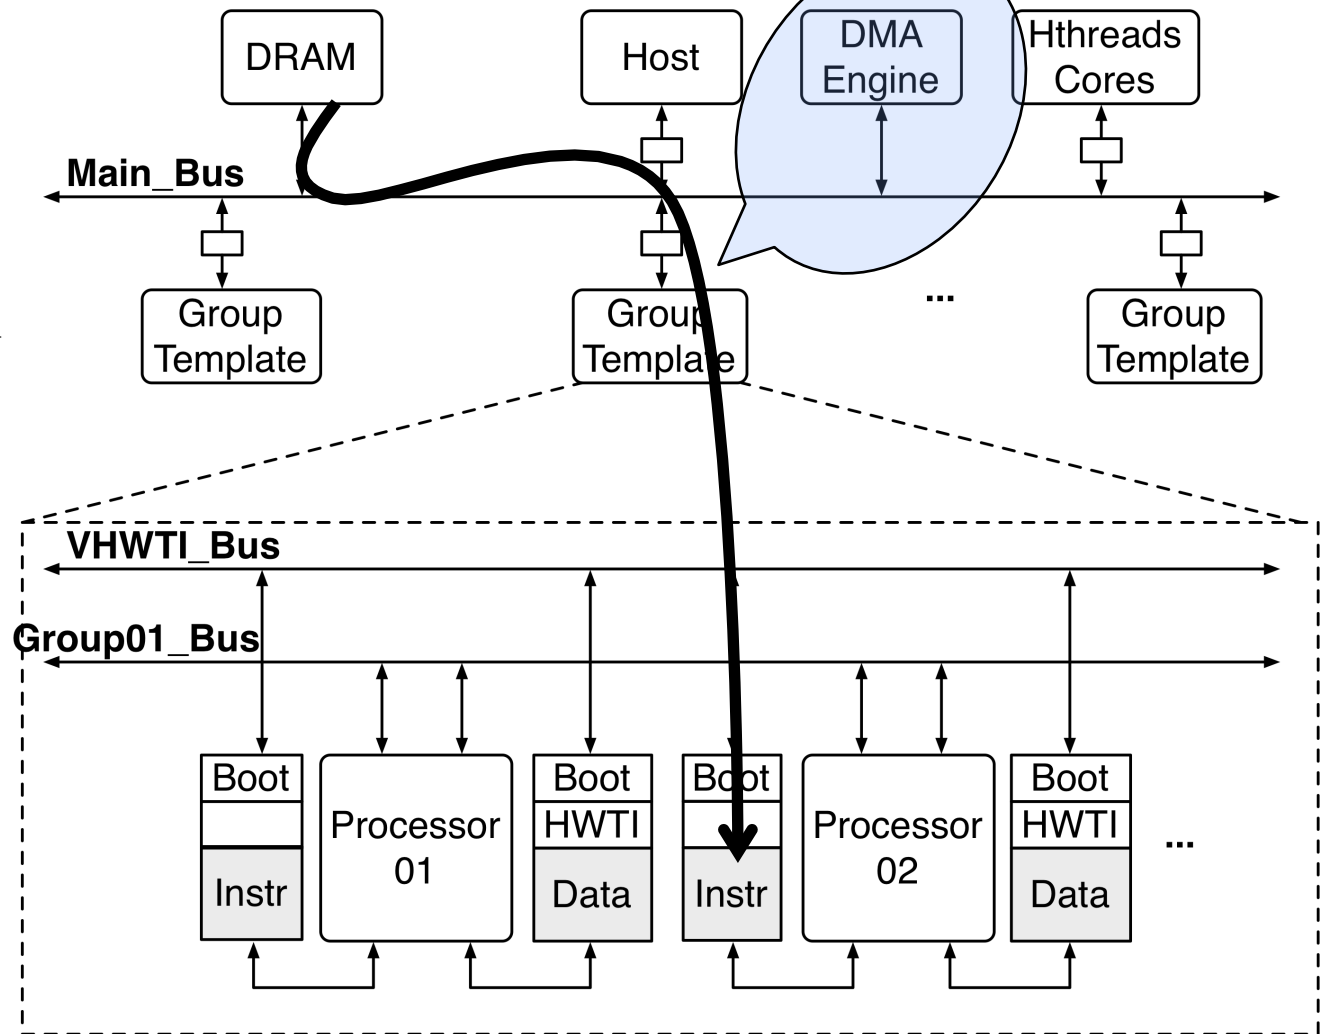 DRAM
Host
DMA
Engine
Hthreads
Cores
Main_Bus
Group
Template
Group
Template
...
Group
Template
VHWTI_Bus
Group01_Bus
Boot
Instr
Processor
01
Boot
HWTI
Data
Boot
Instr
Processor
02
Boot
HWTI
Data
...